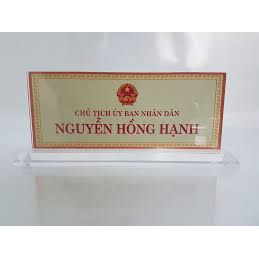 CHỦ TỊCH ỦY BAN NHÂN DÂN
NGUYỄN HỒNG HẠNH